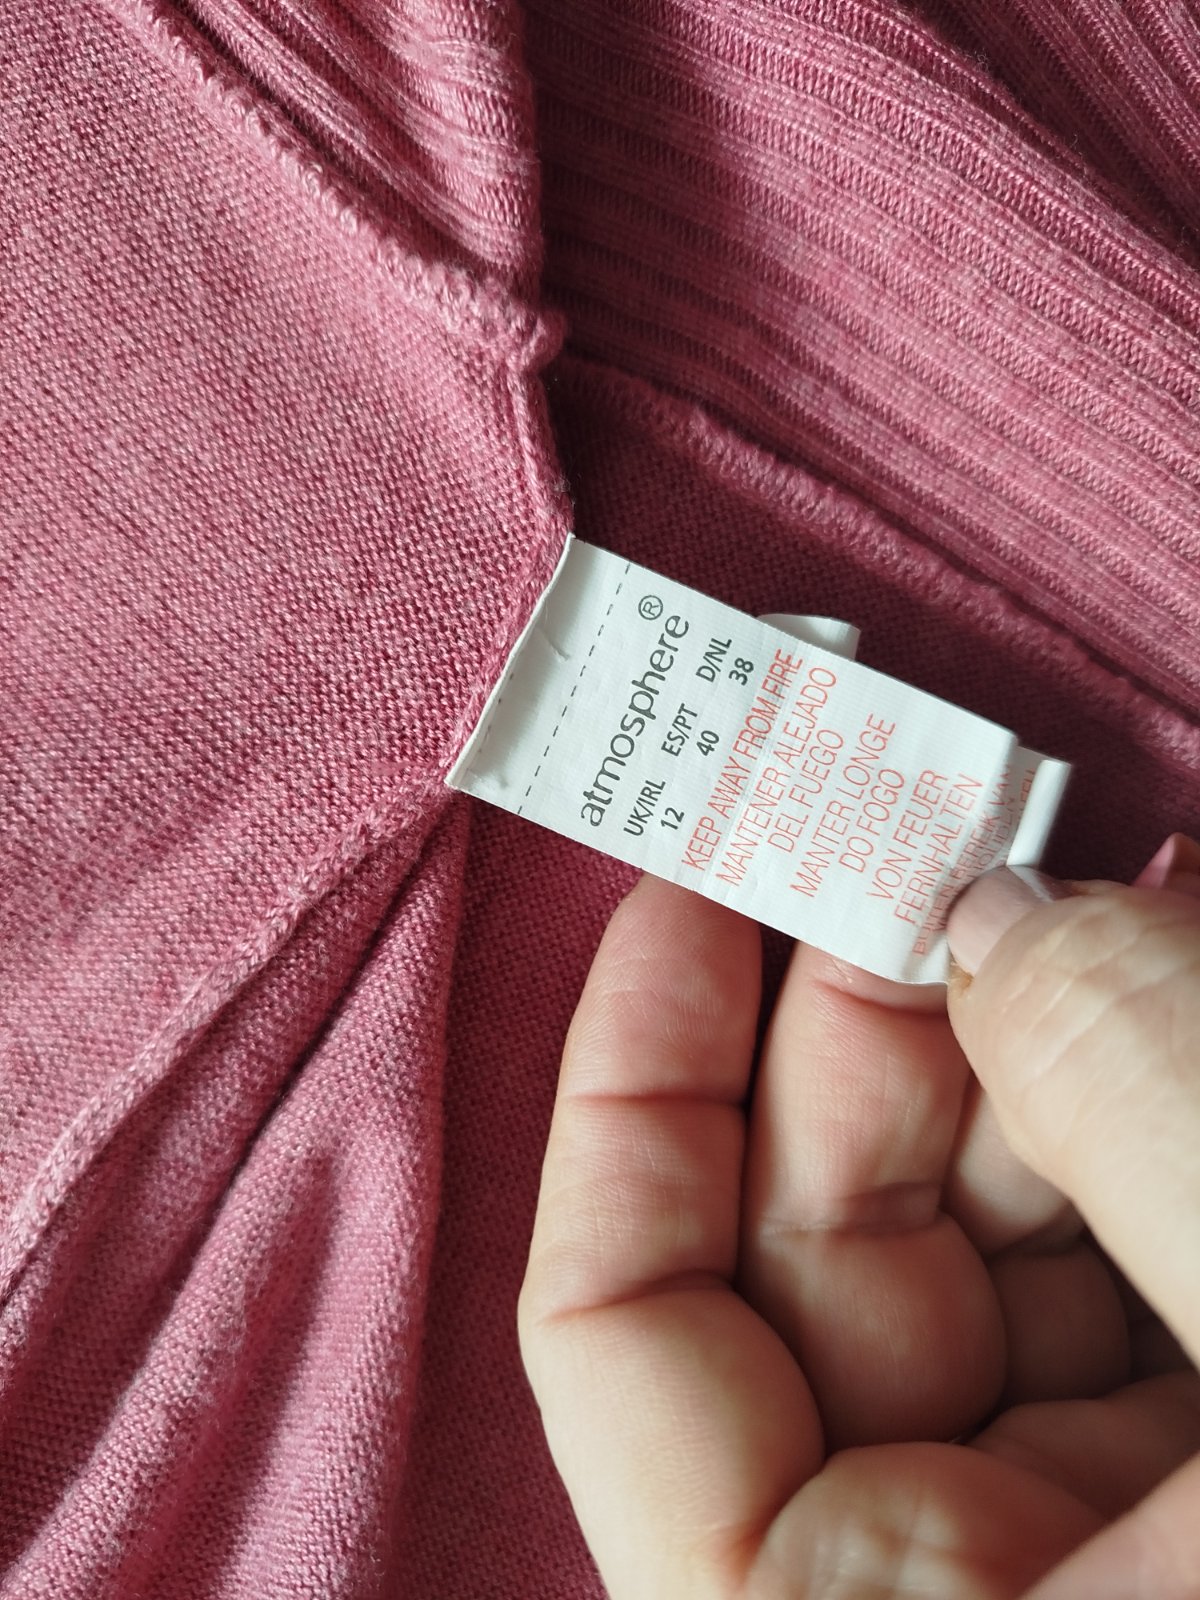 atmosphere®
UK/IRL ES/PT D/NL
12 40 38
KEEP AWAY FROM FIRE
MANTENER ALEJADO
DEL FUEGO
MANTER LONGE
DO FOGO
VON FEUER
FERNHALTEN